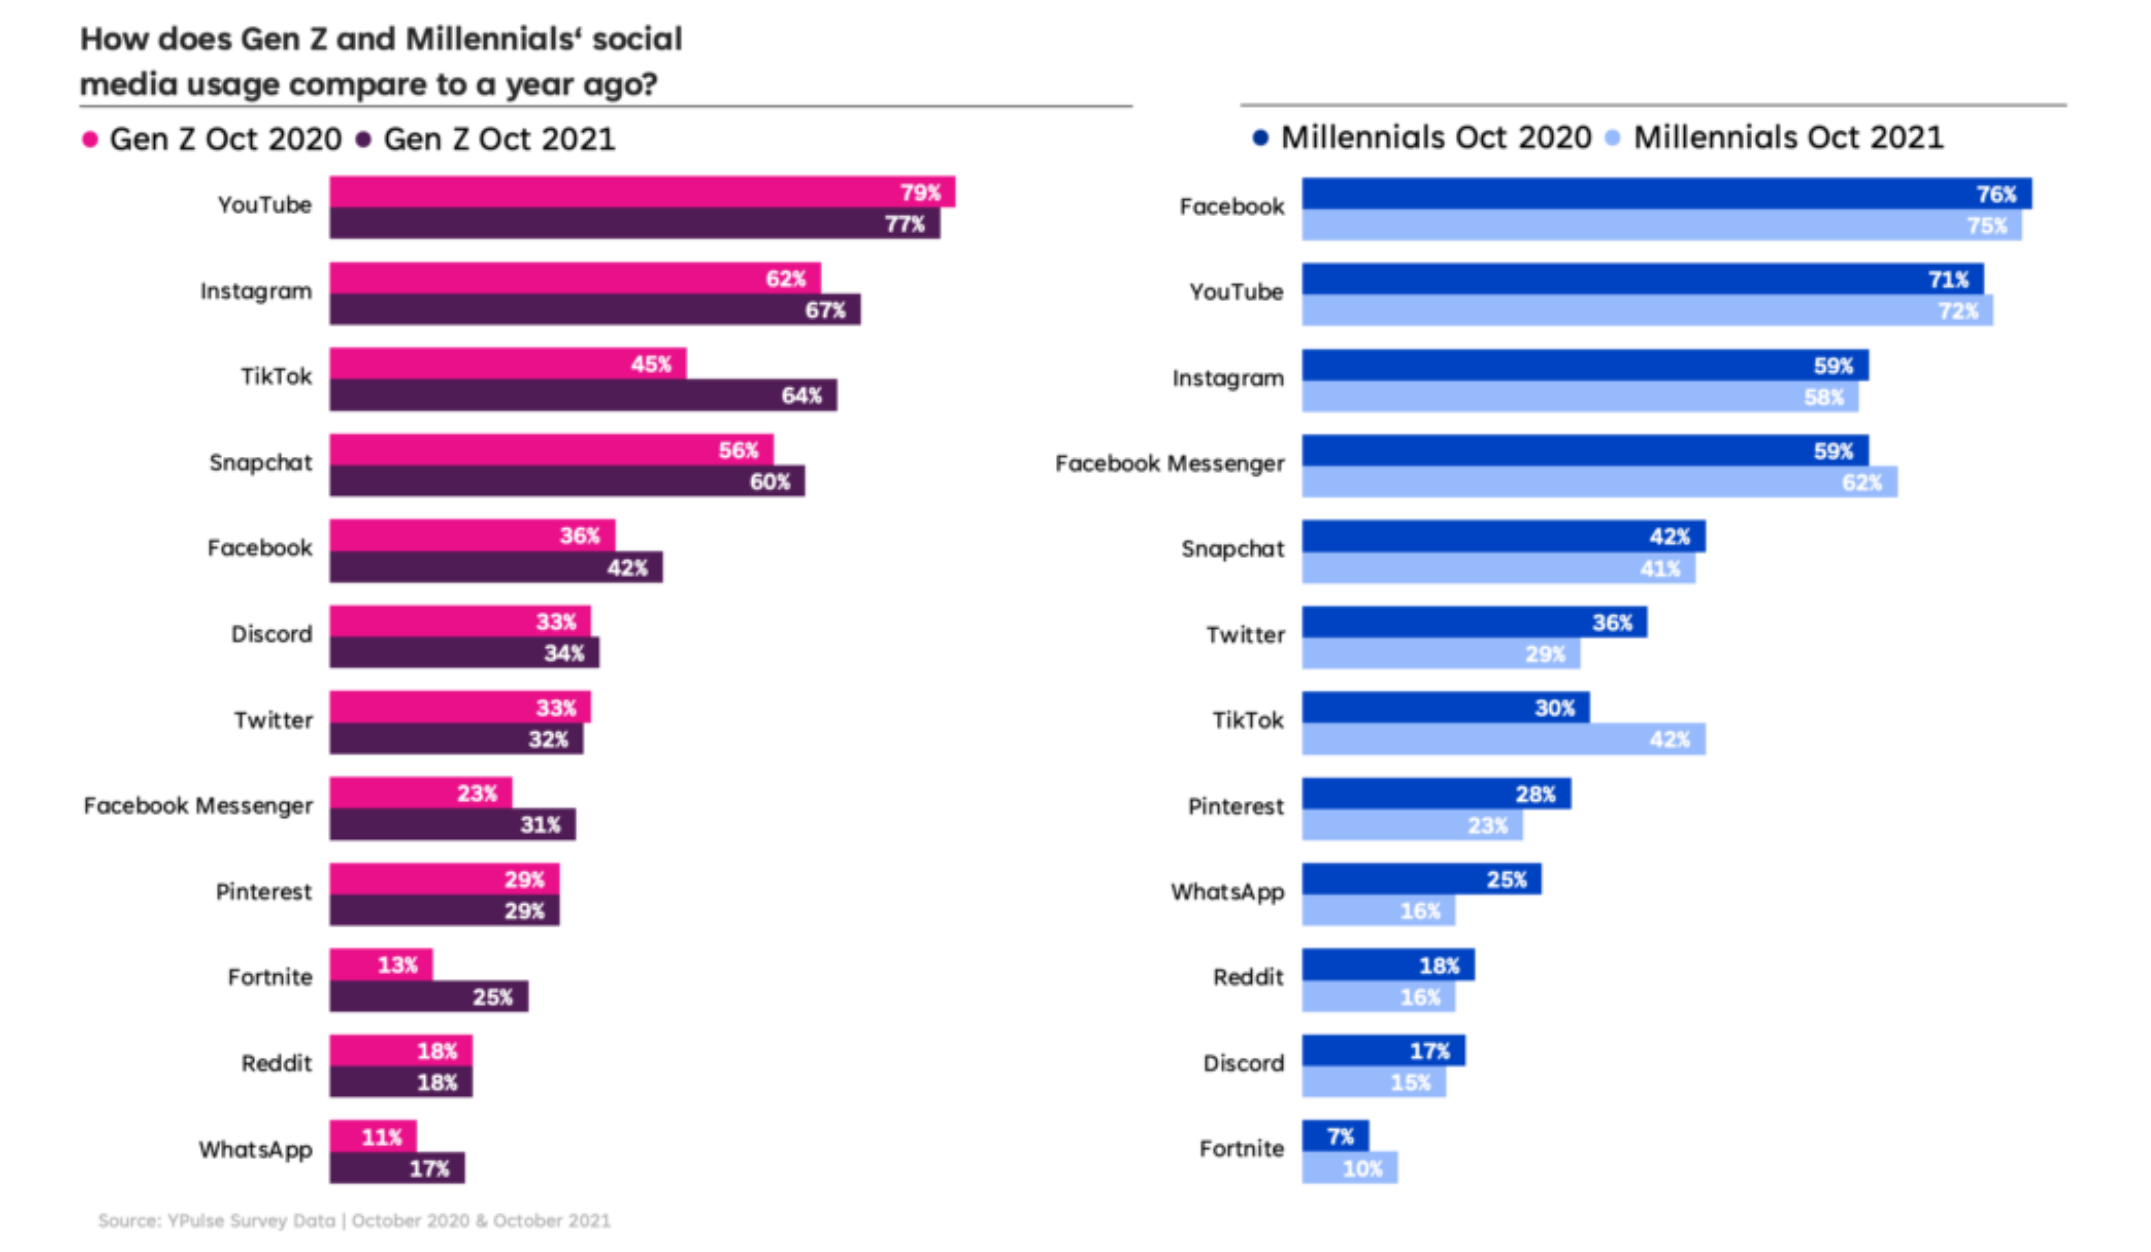 How does Gen Z and Millennials‘ social
media usage compare to a year ago?
Gen Z Oct 2020 Gen Z Oct 2021
YouTube
79%
77%
Instagram
62%
67%
TikTok
45%
64%
Snapchat
56%
60%
Facebook
36%
42%
Discord
33%
34%
Twitter
33%
32%
Facebook Messenger
23%
31%
Pinterest
29%
29%
Fortnite
13%
25%
Reddit
18%
18%
WhatsApp
11%
17%
Millennials Oct 2020 Millennials Oct 2021
Facebook
76%
75%
YouTube
71%
72%
Instagram
59%
58%
Facebook Messenger
59%
62%
Snapchat
42%
41%
Twitter
36%
29%
TikTok
30%
42%
Pinterest
28%
23%
WhatsApp
25%
16%
Reddit
18%
16%
Discord
17%
15%
Fortnite
7%
10%
Source: YPulse Survey Data | October 2020 & October 2021